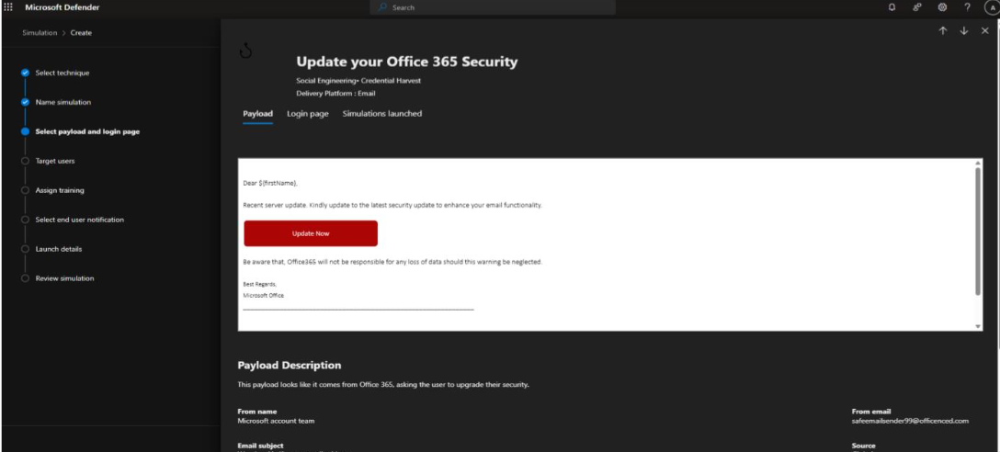 Microsoft Defender
Search
A
Simulation > Create
Select technique
Name simulation
Select payload and login page
Target users
Assign training
Select end user notification
Launch details
Review simulation
Update your Office 365 Security
Social Engineering• Credential Harvest
Delivery Platform : Email
Payload Login page Simulations launched
Dear ${firstName},
Recent server update. Kindly update to the latest security update to enhance your email functionality.
Update Now
Be aware that, Office365 will not be responsible for any loss of data should this warning be neglected.
Best Regards,
Microsoft Office
Payload Description
This payload looks like it comes from Office 365, asking the user to upgrade their security.
From name
Microsoft account team
From email
safeemailsender99@officenced.com
Email subject
Source